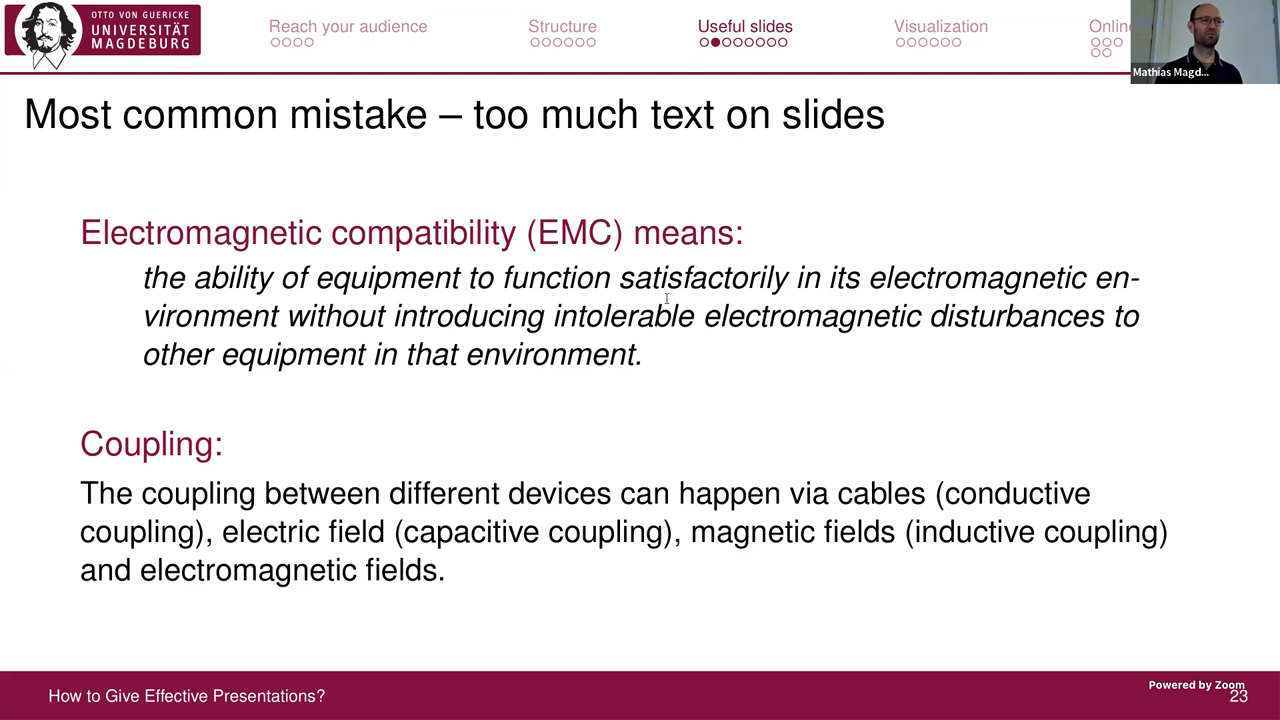 OTTO VON GUERICKE
UNIVERSITÄT
MAGDEBURG
Reach your audience
Structure
Useful slides
Visualization
Online
Mathias Magd...
Most common mistake – too much text on slides
Electromagnetic compatibility (EMC) means:
the ability of equipment to function satisfactorily in its electromagnetic en-
vironment without introducing intolerable electromagnetic disturbances to
other equipment in that environment.
Coupling:
The coupling between different devices can happen via cables (conductive
coupling), electric field (capacitive coupling), magnetic fields (inductive coupling)
and electromagnetic fields.
How to Give Effective Presentations?
Powered by Zoom
23